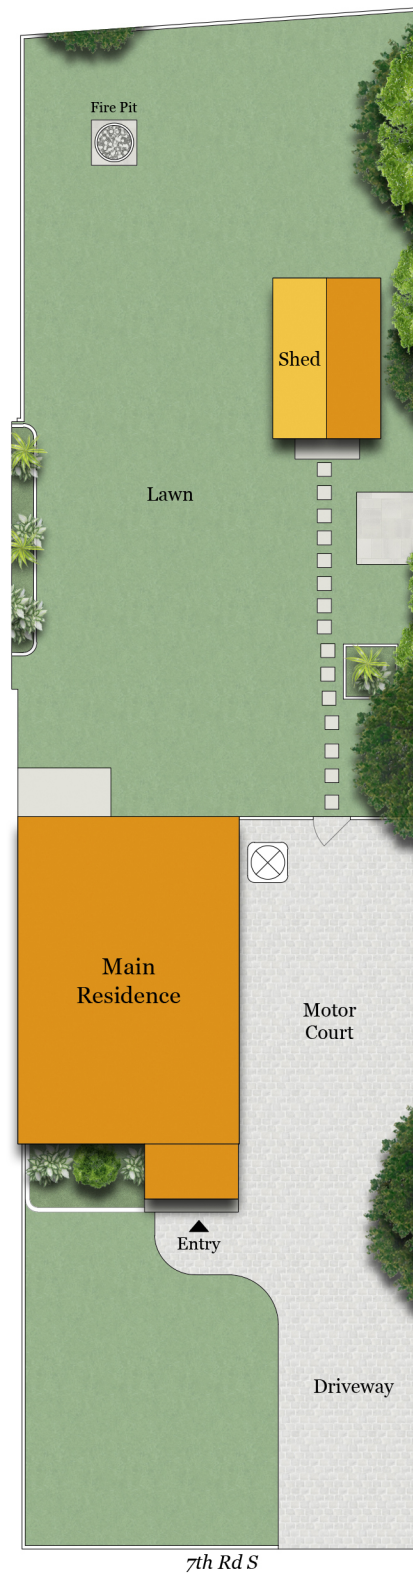 Fire Pit
Shed
Lawn
Main
Residence
Motor
Court
Entry
Driveway
7th Rd S